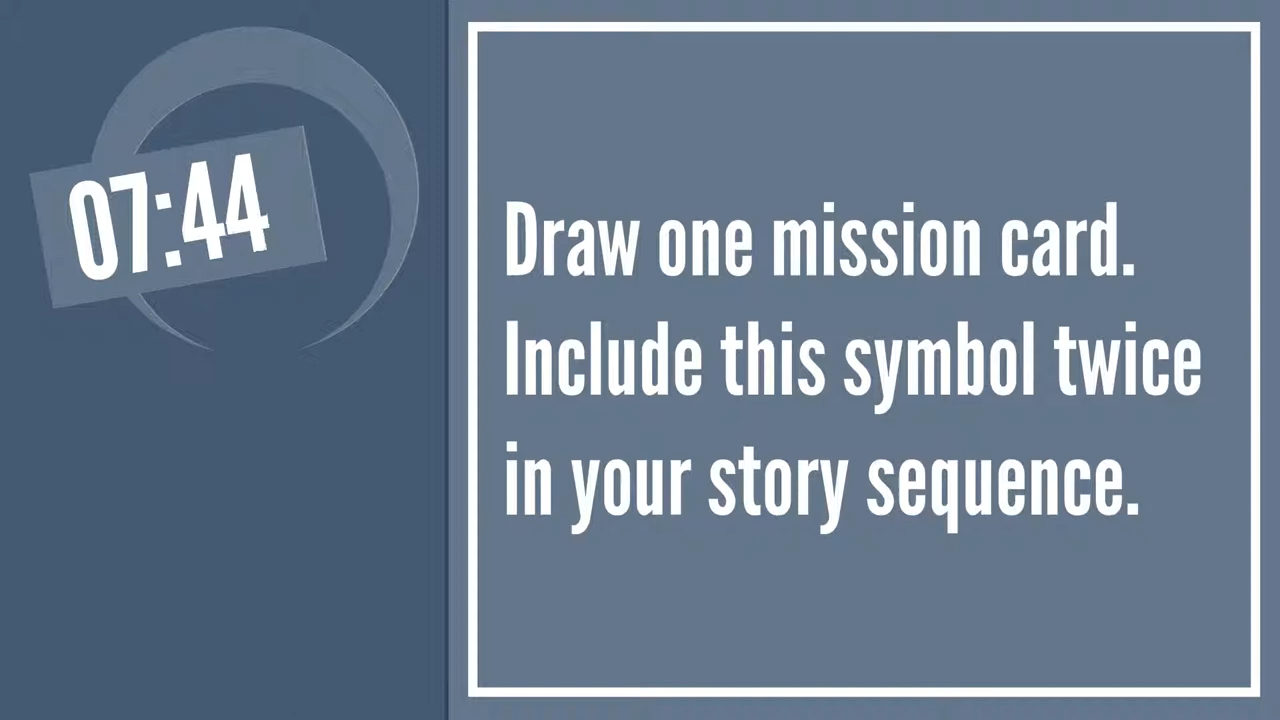 07:44
Draw one mission card.
Include this symbol twice
in your story sequence.